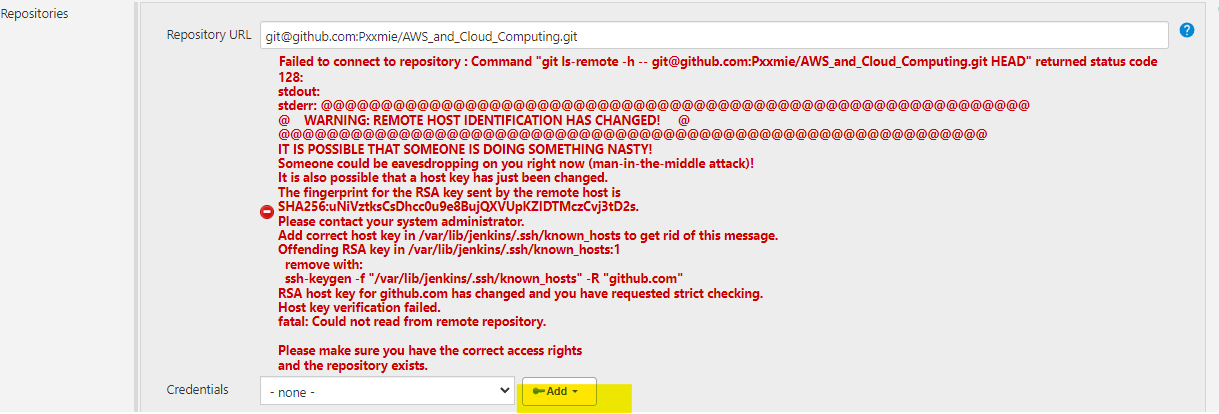 Repositories
Repository URL
git@github.com:Pxxmie/AWS_and_Cloud_Computing.git
Failed to connect to repository : Command "git ls-remote -h -- git@github.com:Pxxmie/AWS_and_Cloud_Computing.git HEAD" returned status code
128:
stdout:
stderr: @@@@@@@@@@@@@@@@@@@@@@@@@@@@@@@@@@@@@@@@@@@@@@@@@@@@@@@@@@@
@ WARNING: REMOTE HOST IDENTIFICATION HAS CHANGED! @
@@@@@@@@@@@@@@@@@@@@@@@@@@@@@@@@@@@@@@@@@@@@@@@@@@@@@@@@@@@
IT IS POSSIBLE THAT SOMEONE IS DOING SOMETHING NASTY!
Someone could be eavesdropping on you right now (man-in-the-middle attack)!
It is also possible that a host key has just been changed.
The fingerprint for the RSA key sent by the remote host is
SHA256:uNiVztksCsDhcc0u9e8BujQXVUpKZIDTMczCvj3tD2s.
Please contact your system administrator.
Add correct host key in /var/lib/jenkins/.ssh/known_hosts to get rid of this message.
Offending RSA key in /var/lib/jenkins/.ssh/known_hosts:1
remove with:
ssh-keygen -f "/var/lib/jenkins/.ssh/known_hosts" -R "github.com"
RSA host key for github.com has changed and you have requested strict checking.
Host key verification failed.
fatal: Could not read from remote repository.
Please make sure you have the correct access rights
and the repository exists.
Credentials
- none -
Add